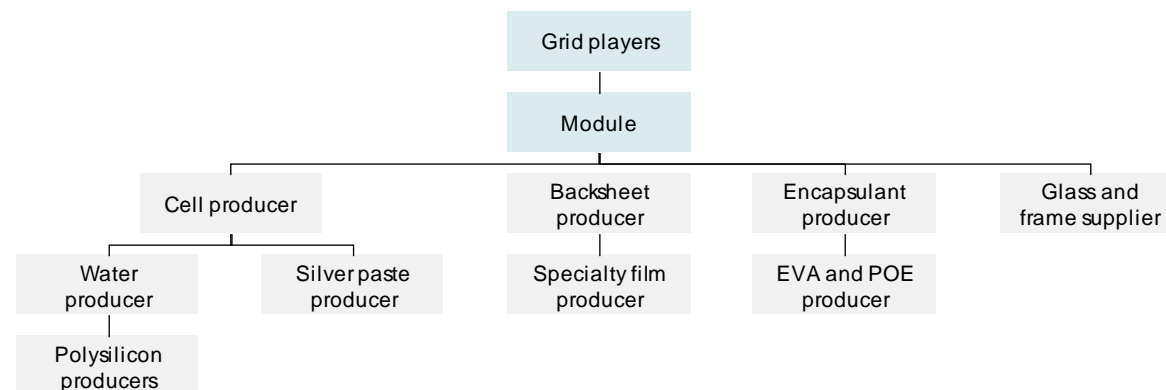 Grid players
Module
Cell producer
Backsheet
producer
Encapsulant
producer
Glass and
frame supplier
Water
producer
Silver paste
producer
Specialty film
producer
EVA and POE
producer
Polysilicon
producers